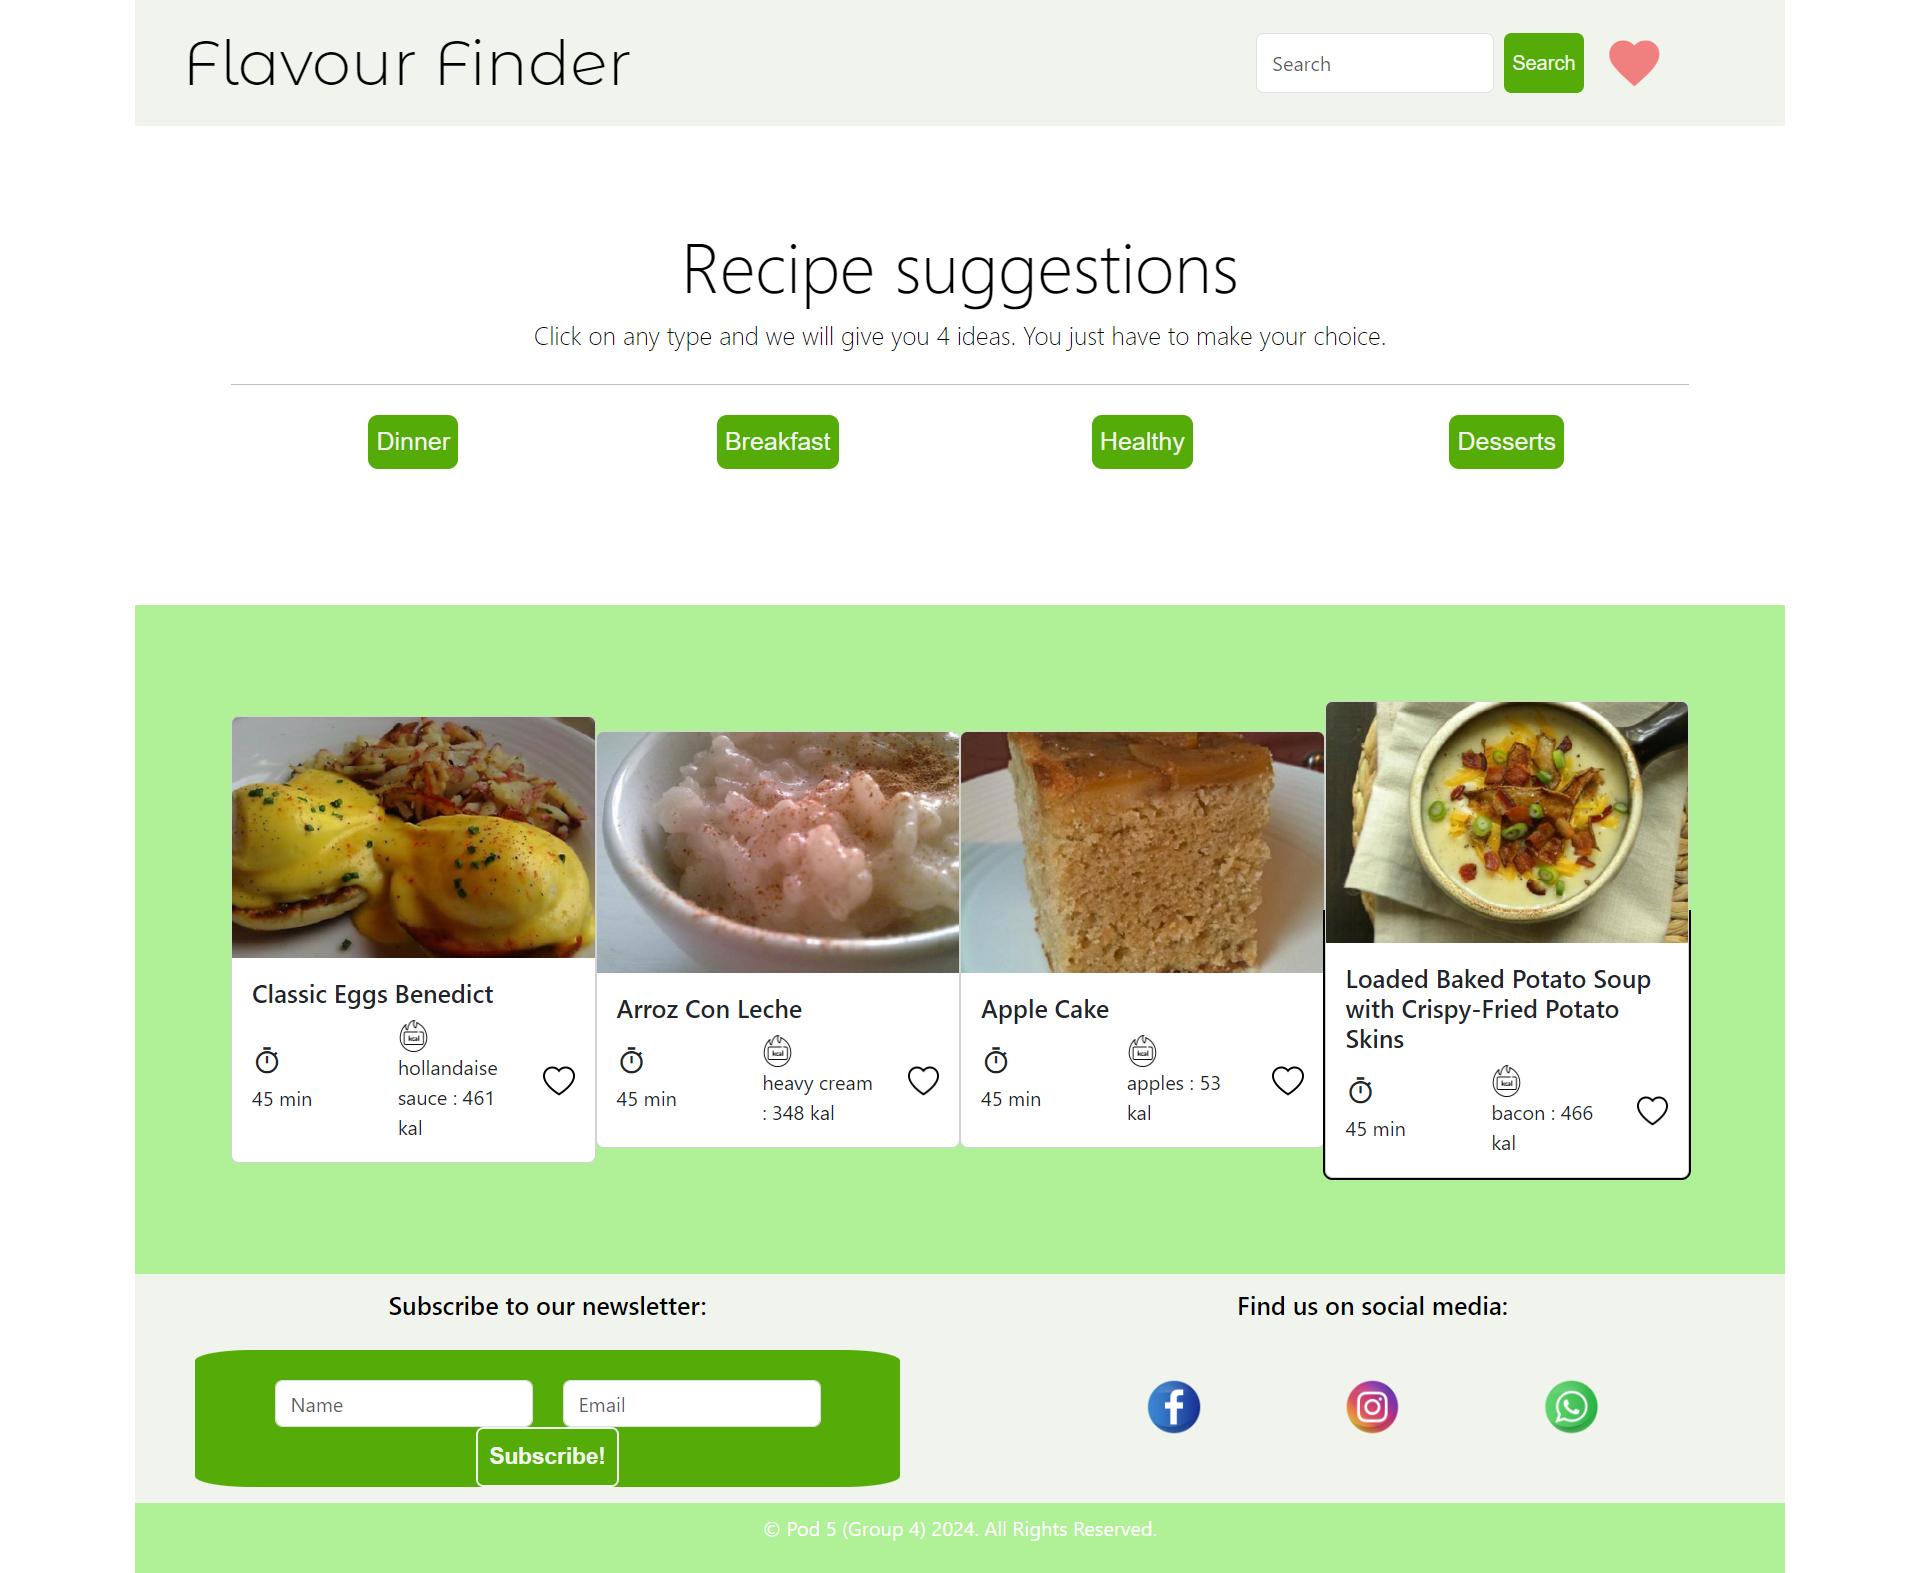 Flavour Finder
Search
Search
Recipe suggestions
Click on any type and we will give you 4 ideas. You just have to make your choice.
Dinner
Breakfast
Healthy
Desserts
Classic Eggs Benedict
45 min
kcal
hollandaise
sauce : 461
kal
Arroz Con Leche
45 min
kcal
heavy cream
: 348 kal
Apple Cake
45 min
kcal
apples : 53
kal
Loaded Baked Potato Soup
with Crispy-Fried Potato
Skins
45 min
kcal
bacon : 466
kal
Subscribe to our newsletter:
Name
Email
Subscribe!
Find us on social media:
© Pod 5 (Group 4) 2024. All Rights Reserved.